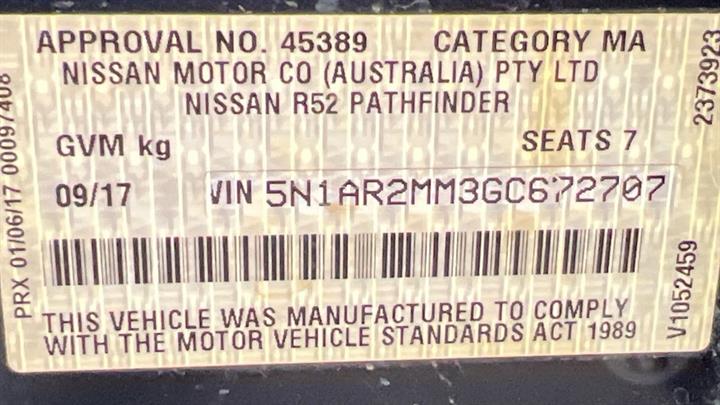 APPROVAL NO. 45389 CATEGORY MA
NISSAN MOTOR CO (AUSTRALIA) PTY LTD
NISSAN R52 PATHFINDER
GVM kg SEATS 7
09/17 VIN 5N1AR2MM3GC672707
THIS VEHICLE WAS MANUFACTURED TO COMPLY
WITH THE MOTOR VEHICLE STANDARDS ACT 1989
PRX 01/06/17 00097408
2373923
V1052459